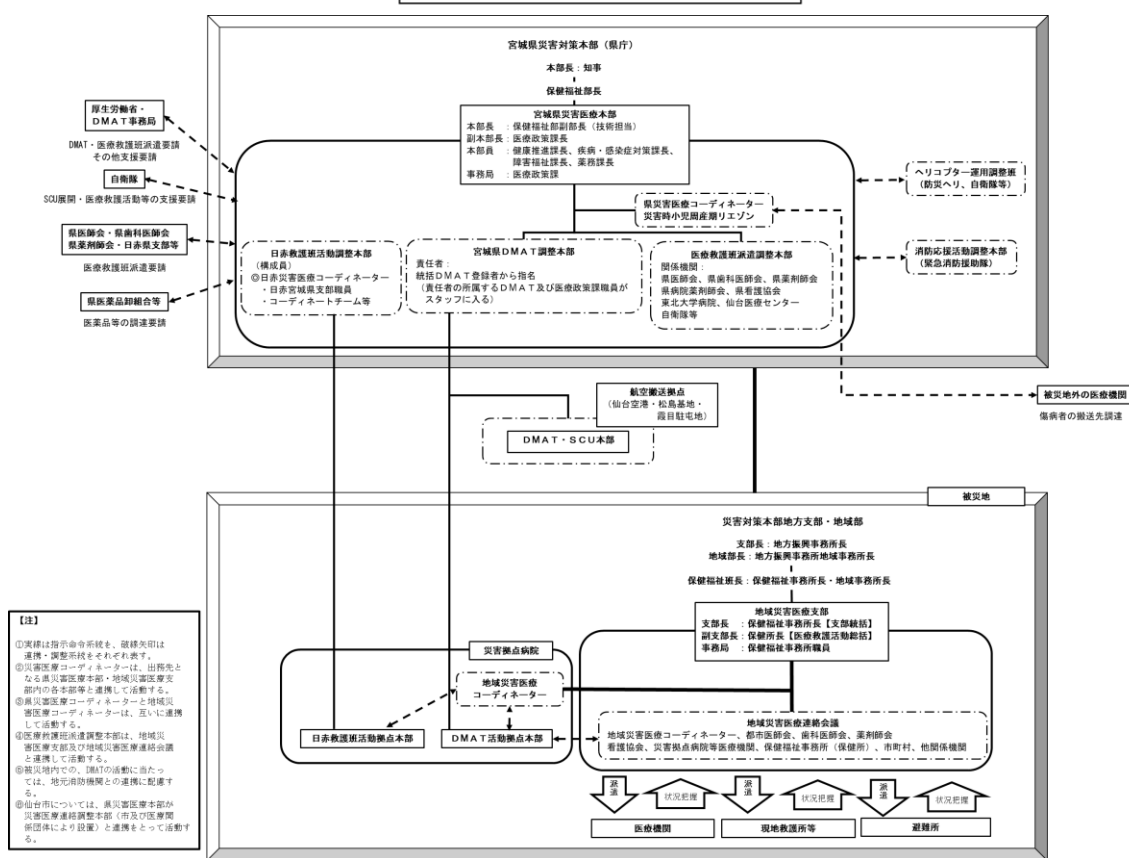 宮城県災害対策本部（県庁）
本部長：知事
保健福祉部長
宮城県災害医療本部
本部長　：保健福祉部副部長（技術担当）
副本部長：医療政策課長
本部員　：健康推進課長、疾病・感染症対策課長、
障害福祉課長、薬務課長
事務局　：医療政策課
厚生労働省・
ＤＭＡＴ事務局
DMAT・医療救護班派遣要請
その他支援要請
自衛隊
SCU展開・医療救護活動等の支援要請
県医師会・県歯科医師会
県薬剤師会・日赤県支部等
医療救護班派遣要請
県医薬品卸組合等
医薬品等の調達要請
ヘリコプター運用調整班
（防災ヘリ、自衛隊等）
消防応援活動調整本部
（緊急消防援助隊）
県災害医療コーディネーター
災害時小児周産期リエゾン
日赤救護班活動調整本部
（構成員）
◎日赤災害医療コーディネーター
・日赤宮城県支部職員
・コーディネートチーム等
宮城県ＤＭＡＴ調整本部
責任者：
統括ＤＭＡＴ登録者から指名
（責任者の所属するＤＭＡＴ及び医療政策課職員が
スタッフに入る）
医療救護班派遣調整本部
関係機関：
県医師会、県歯科医師会、県薬剤師会
県病院薬剤師会、県看護協会
東北大学病院、仙台医療センター
自衛隊等
航空搬送拠点
（仙台空港・松島基地・
霞目駐屯地）
ＤＭＡＴ・ＳＣＵ本部
被災地外の医療機関
傷病者の搬送先調達
被災地
災害対策本部地方支部・地域部
支部長：地方振興事務所長
地域部長：地方振興事務所地域事務所長
保健福祉班長：保健福祉事務所長・地域事務所長
地域災害医療支部
支部長　：保健福祉事務所長【支部統括】
副支部長：保健所長【医療救護活動総括】
事務局　：保健福祉事務所職員
災害拠点病院
地域災害医療
コーディネーター
日赤救護班活動拠点本部
ＤＭＡＴ活動拠点本部
地域災害医療連絡会議
地域災害医療コーディネーター、都市医師会、歯科医師会、薬剤師会
看護協会、災害拠点病院等医療機関、保健福祉事務所（保健所）、市町村、他関係機関
派遣
状況把握
派遣
状況把握
派遣
状況把握
医療機関
現地救護所等
避難所
【注】
①実線は指示命令系統を、破線矢印は
連携・調整系をそれぞれ表す。
②災害医療コーディネーターは、出務先と
なる県災害医療本部・地域災害医療支
部内の各本部等と連携して活動する。
③県災害医療コーディネーターと地域災
害医療コーディネーターは、互いに連携
して活動する。
④医療救護班派遣調整本部は、地域災
害医療支部及び地域災害医療連絡会議
と連携して活動する。
⑤被災地内での、DMATの活動に当たっ
ては、地元消防機関との連携に配慮す
る。
⑥仙台市については、県災害医療本部が
災害医療連絡調整本部（市及び医療関
係団体により設置）と連携をとって活動す
る。